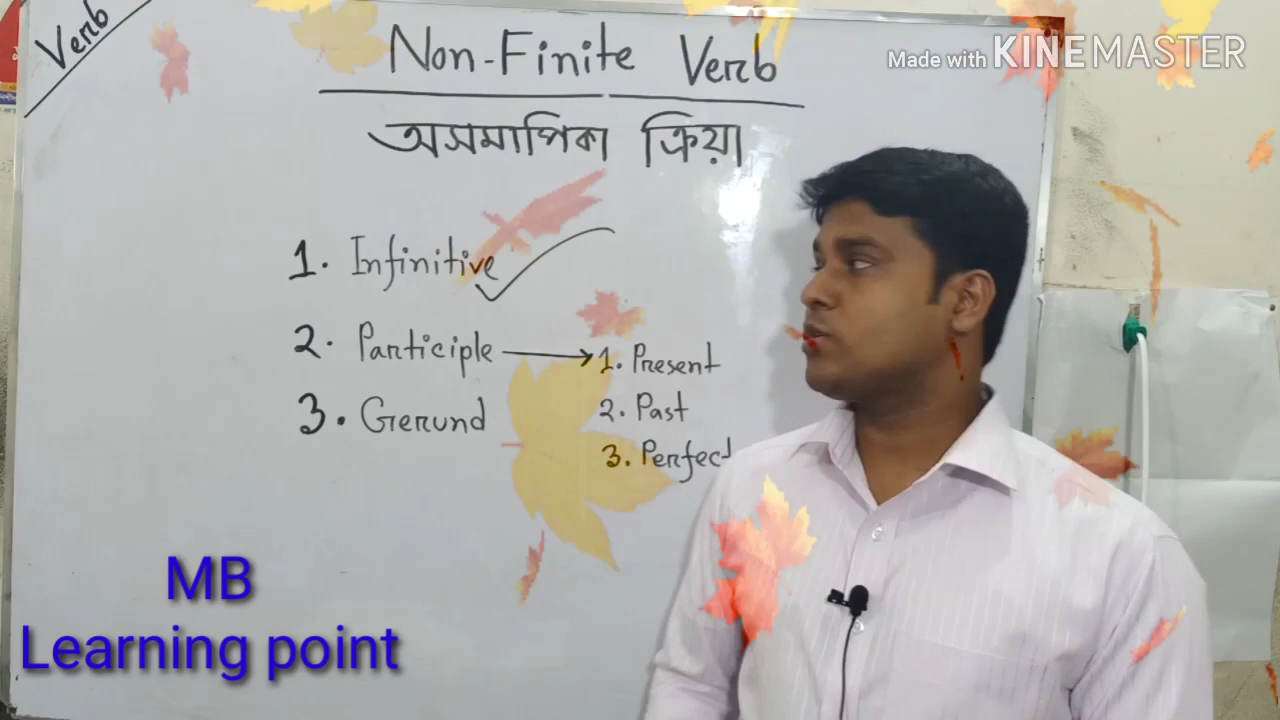 Verb
Non-Finite Verb
Made with KINEMASTER
অসমাপিকা ক্রিয়া
1. Infinitive
2. Participle
1. Present
2. Past
3. Gerund
3. Perfect
MB
Learning point